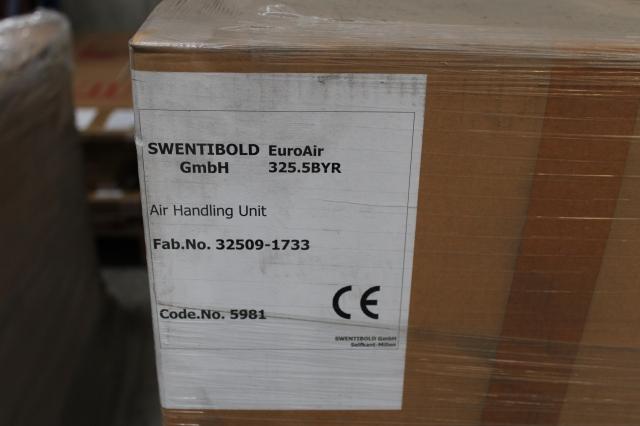 SWENTIBOLD EuroAir
GmbH 325.5BYR
Air Handling Unit
Fab.No. 32509-1733
Code.No. 5981
CE
SWENTIBOLD GmbH
Selfkant-Millen